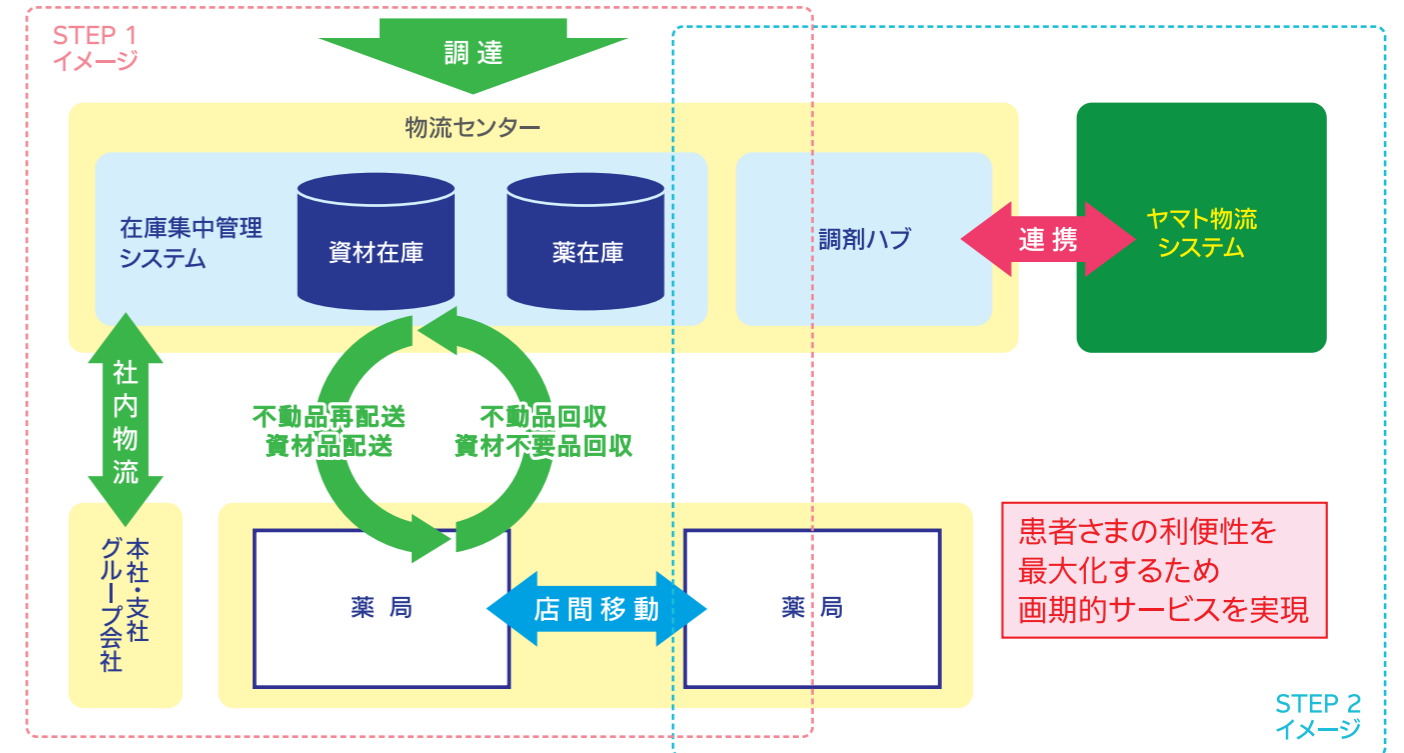 STEP 1
イメージ
調達
物流センター
在庫集中管理
システム
資材在庫
薬在庫
調剤ハブ
連携
ヤマト物流
システム
社内物流
不動品再配送
資材品配送
不動品回収
資材不要品回収
本社・支社
グループ会社
薬局
店間移動
薬局
患者さまの利便性を
最大化するため
画期的サービスを実現
STEP 2
イメージ